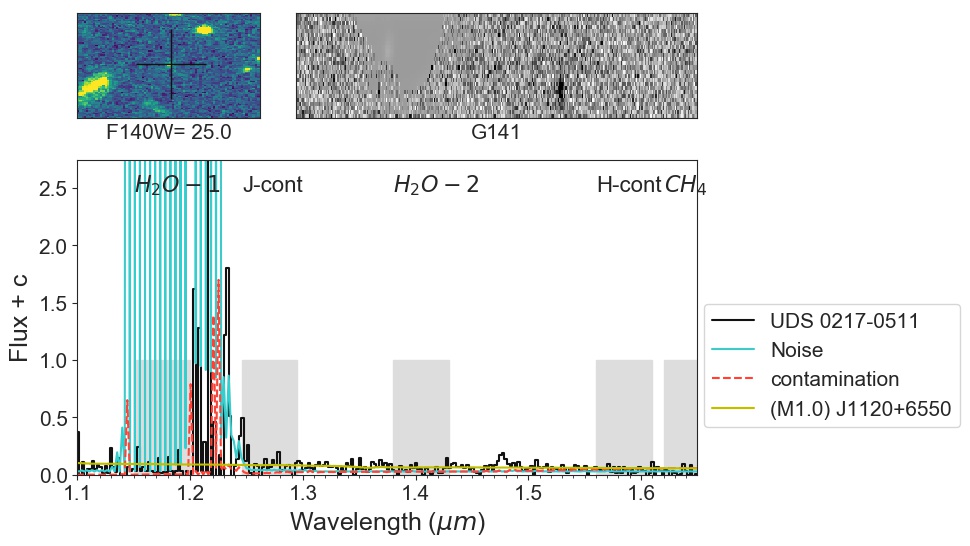 F140W= 25.0
G141
H₂O − 1 J-cont H₂O − 2 H-cont CH₄
2.5
2.0
1.5
1.0
0.5
0.0
Flux + c
1.1 1.2 1.3 1.4 1.5 1.6
Wavelength (μm)
UDS 0217-0511
Noise
contamination
(M1.0) J1120+6550